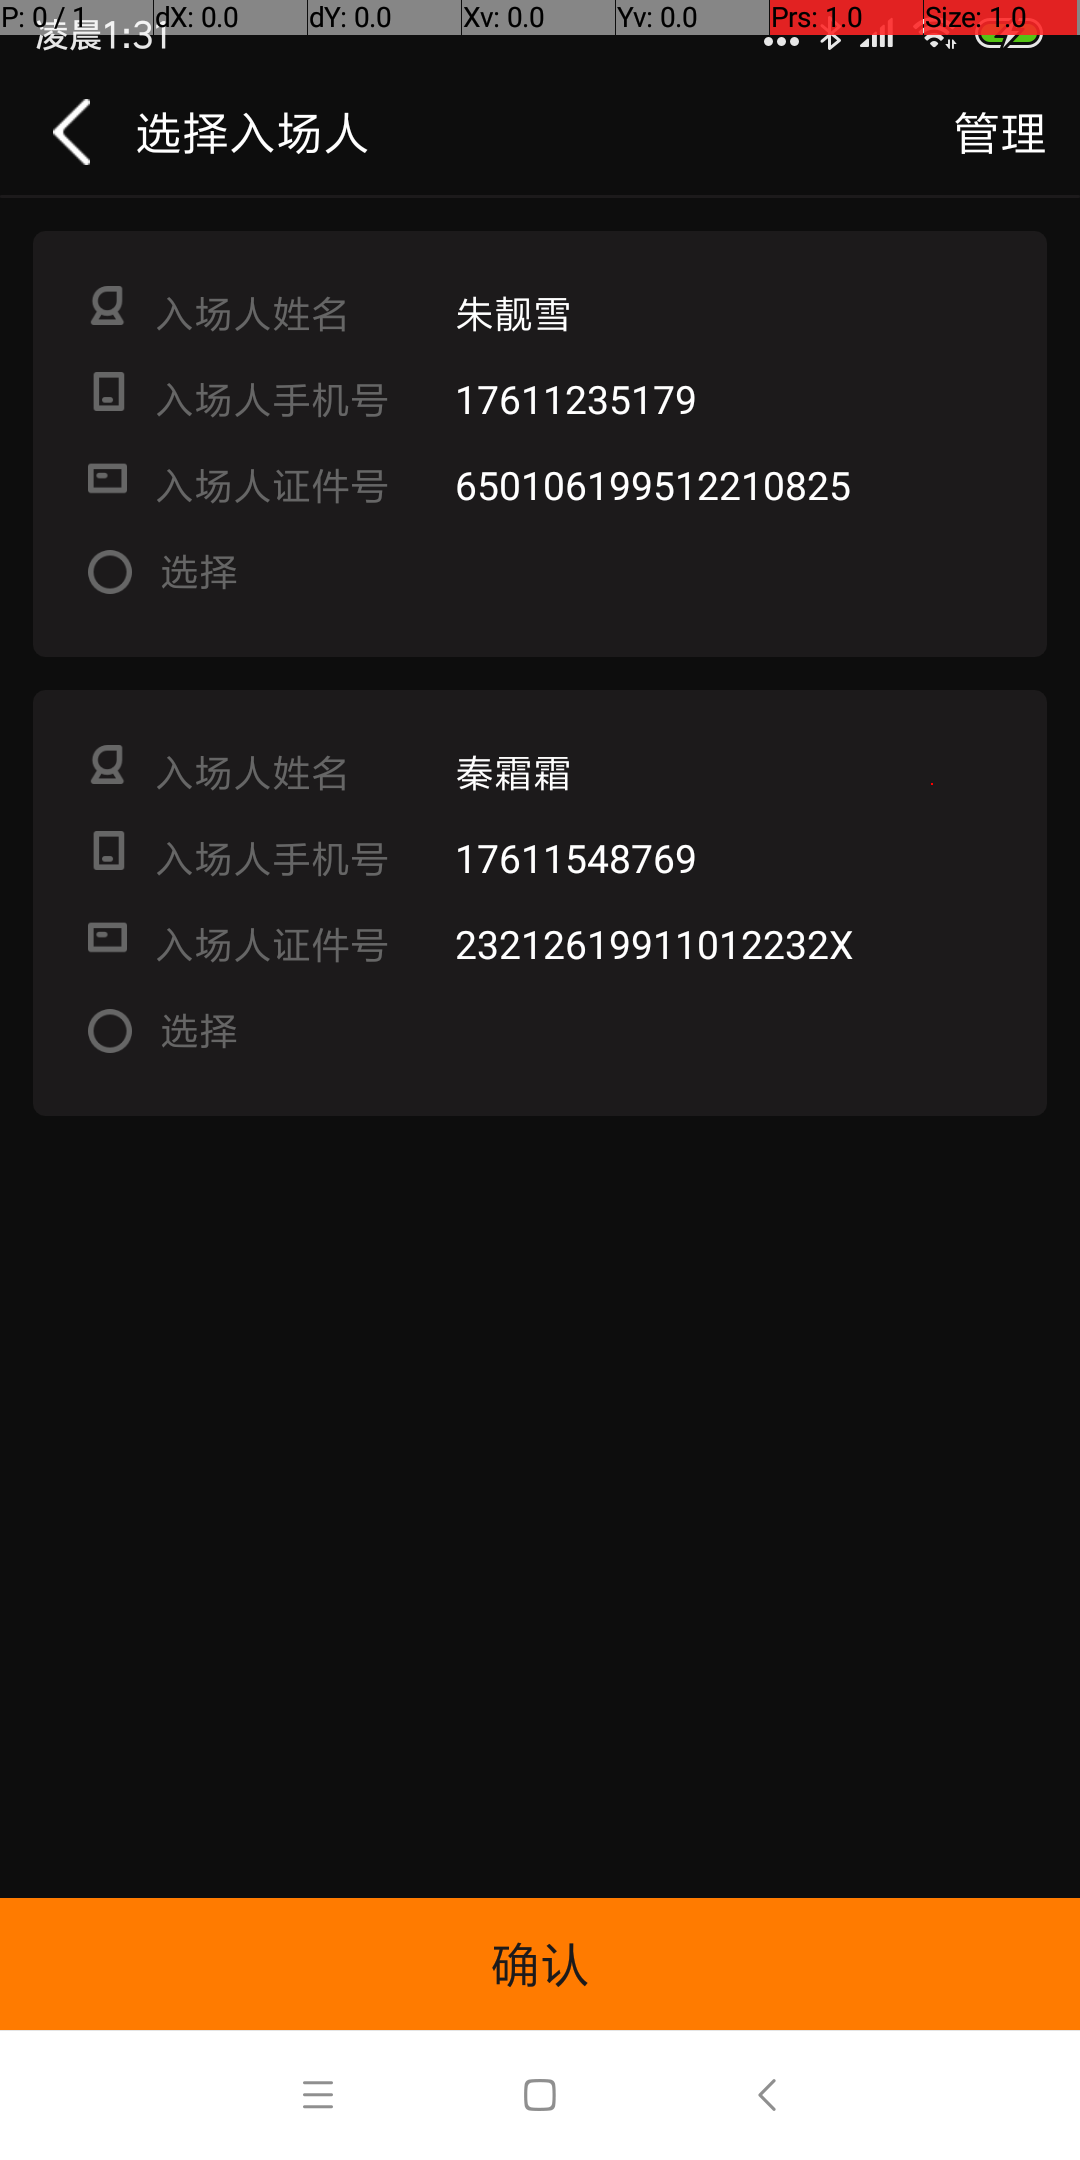 P: 0 / 1 dX: 0.0 dY: 0.0 Xv: 0.0 Yv: 0.0 Prs: 1.0 Size: 1.0
凌晨1:31
选择入场人 管理
入场人姓名 朱靓雪
入场人手机号 17611235179
入场人证件号 650106199512210825
选择
入场人姓名 秦霜霜
入场人手机号 17611548769
入场人证件号 23212619911012232X
选择
确认